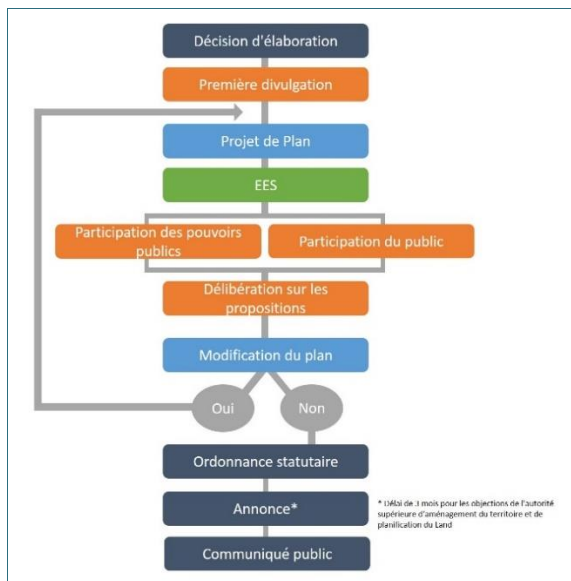 Décision d'élaboration
Première divulgation
Projet de Plan
EES
Participation des pouvoirs
publics
Participation du public
Délibération sur les
propositions
Modification du plan
Oui
Non
Ordonnance statutaire
Annonce*
* Délai de 3 mois pour les objections de l'autorité
supérieure d'aménagement du territoire et de
planification du Land
Communiqué public